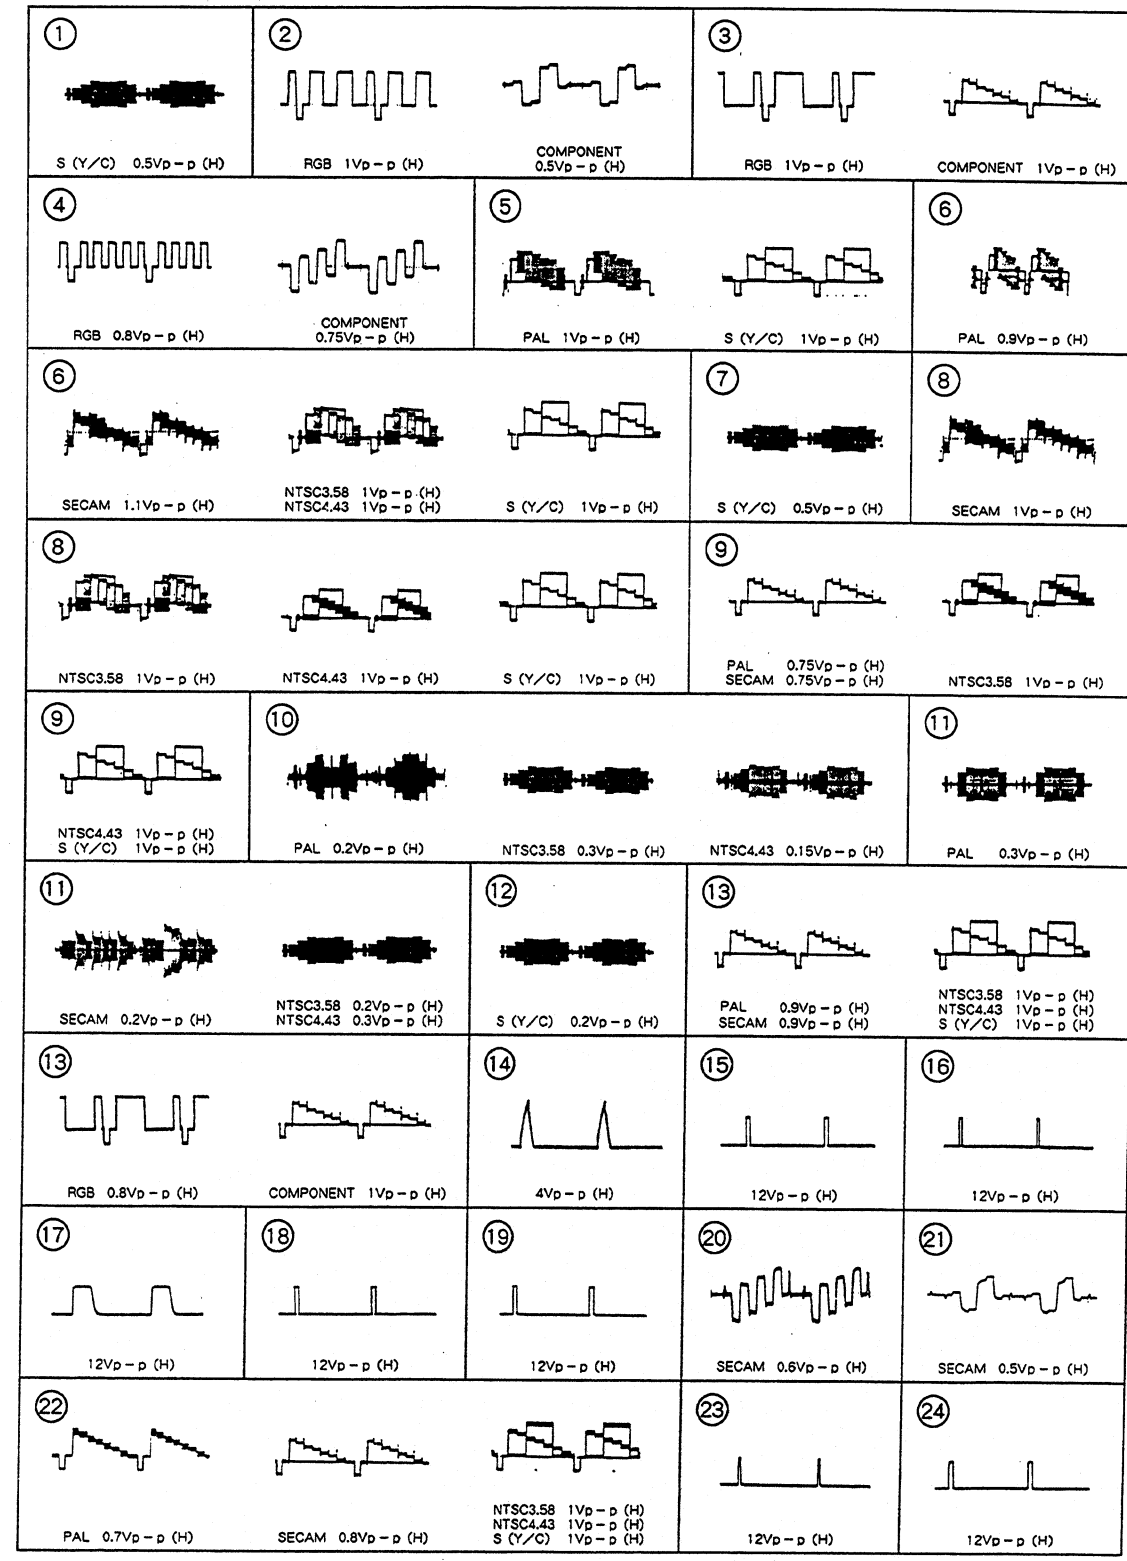 ①
S (Y/C) 0.5Vp-p (H)
②
RGB 1Vp-p (H)
COMPONENT
0.5Vp-p (H)
③
RGB 1Vp-p (H)
COMPONENT 1Vp-p (H)
④
RGB 0.8Vp-p (H)
COMPONENT
0.75Vp-p (H)
⑤
PAL 1Vp-p (H)
S (Y/C) 1Vp-p (H)
⑥
PAL 0.9Vp-p (H)
⑥
SECAM 1.1Vp-p (H)
NTSC3.58 1Vp-p (H)
NTSC4.43 1Vp-p (H)
S (Y/C) 1Vp-p (H)
⑦
S (Y/C) 0.5Vp-p (H)
⑧
SECAM 1Vp-p (H)
⑧
NTSC3.58 1Vp-p (H)
NTSC4.43 1Vp-p (H)
S (Y/C) 1Vp-p (H)
⑨
PAL 0.75Vp-p (H)
SECAM 0.75Vp-p (H)
NTSC3.58 1Vp-p (H)
⑨
NTSC4.43 1Vp-p (H)
S (Y/C) 1Vp-p (H)
⑩
PAL 0.2Vp-p (H)
NTSC3.58 0.3Vp-p (H)
NTSC4.43 0.15Vp-p (H)
⑪
PAL 0.3Vp-p (H)
⑪
SECAM 0.2Vp-p (H)
NTSC3.58 0.2Vp-p (H)
NTSC4.43 0.3Vp-p (H)
⑫
S (Y/C) 0.2Vp-p (H)
⑬
PAL 0.9Vp-p (H)
SECAM 0.9Vp-p (H)
NTSC3.58 1Vp-p (H)
NTSC4.43 1Vp-p (H)
S (Y/C) 1Vp-p (H)
⑬
RGB 0.8Vp-p (H)
COMPONENT 1Vp-p (H)
⑭
4Vp-p (H)
⑮
12Vp-p (H)
⑯
12Vp-p (H)
⑰
12Vp-p (H)
⑱
12Vp-p (H)
⑲
12Vp-p (H)
⑳
SECAM 0.6Vp-p (H)
㉑
SECAM 0.5Vp-p (H)
㉒
PAL 0.7Vp-p (H)
SECAM 0.8Vp-p (H)
NTSC3.58 1Vp-p (H)
NTSC4.43 1Vp-p (H)
S (Y/C) 1Vp-p (H)
㉓
12Vp-p (H)
㉔
12Vp-p (H)